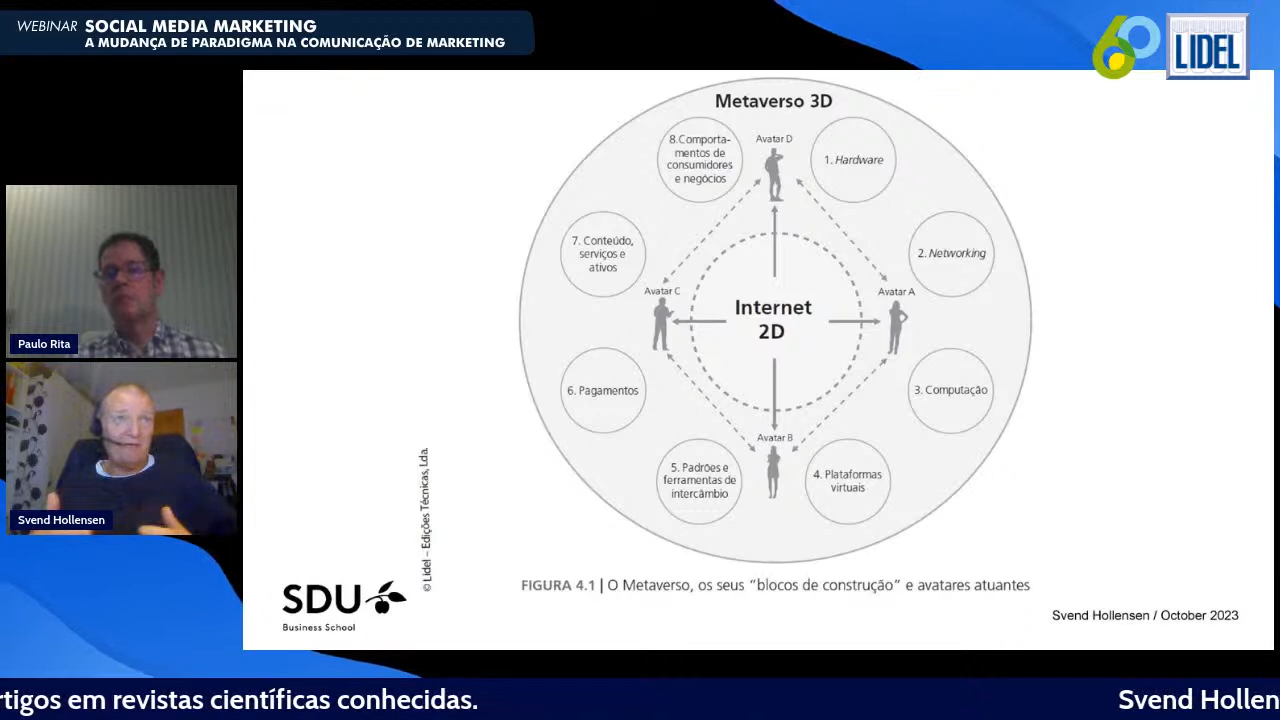 WEBINAR SOCIAL MEDIA MARKETING
A MUDANÇA DE PARADIGMA NA COMUNICAÇÃO DE MARKETING
60
LIDEL
Metaverso 3D
Avatar D
8.Comporta-
mentos de
consumidores
e negócios
1. Hardware
7. Conteúdo,
serviços e
ativos
2. Networking
Avatar C
Avatar A
Internet
2D
6. Pagamentos
3. Computação
Avatar B
5. Padrões e
ferramentas de
intercâmbio
4. Plataformas
virtuais
© Lidel – Edições Técnicas, Lda.
FIGURA 4.1 | O Metaverso, os seus “blocos de construção” e avatares atuantes
SDU
Business School
Svend Hollensen / October 2023
Paulo Rita
Svend Hollensen
rtigos em revistas científicas conhecidas.
Svend Hollen